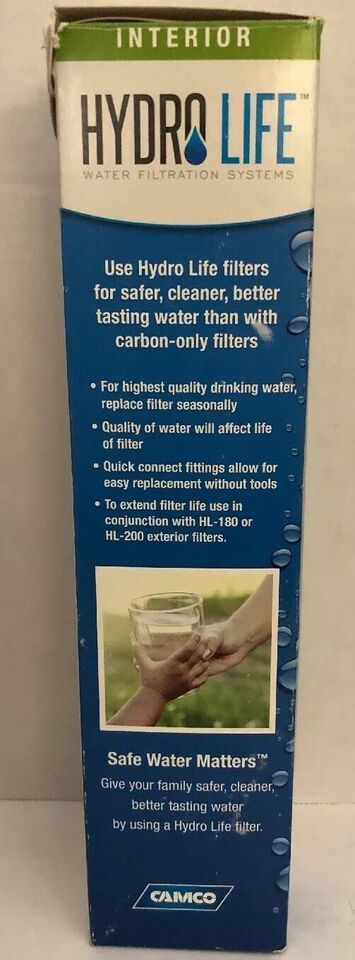 INTERIOR
HYDRO LIFE™
WATER FILTRATION SYSTEMS
Use Hydro Life filters
for safer, cleaner, better
tasting water than with
carbon-only filters
• For highest quality drinking water,
replace filter seasonally
• Quality of water will affect life
of filter
• Quick connect fittings allow for
easy replacement without tools
• To extend filter life use in
conjunction with HL-180 or
HL-200 exterior filters.
Safe Water Matters™
Give your family safer, cleaner,
better tasting water
by using a Hydro Life filter.
CAMCO